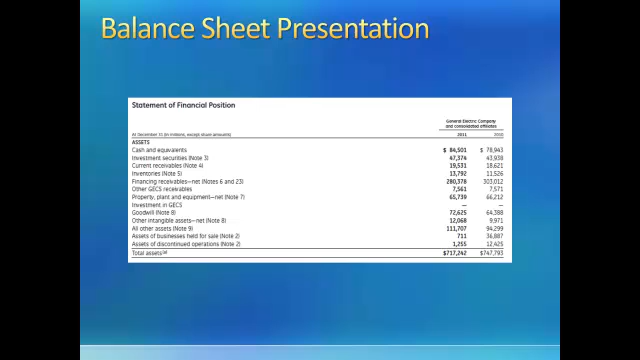 Balance Sheet Presentation
Statement of Financial Position
General Electric Company
and consolidated affiliates
At December 31 (In millions, except share amounts) 2011 2010
ASSETS
Cash and equivalents $ 84,501 $ 78,943
Investment securities (Note 3) 47,374 43,938
Current receivables (Note 4) 19,531 18,621
Inventories (Note 5) 13,792 11,526
Financing receivables—net (Notes 6 and 23) 280,378 303,012
Other GECS receivables 7,561 7,571
Property, plant and equipment—net (Note 7) 65,739 66,212
Investment in GECS — —
Goodwill (Note 8) 72,625 64,388
Other intangible assets—net (Note 8) 12,068 9,971
All other assets (Note 9) 111,707 94,299
Assets of businesses held for sale (Note 2) 711 36,887
Assets of discontinued operations (Note 2) 1,255 12,425
Total assets(a) $717,242 $747,793